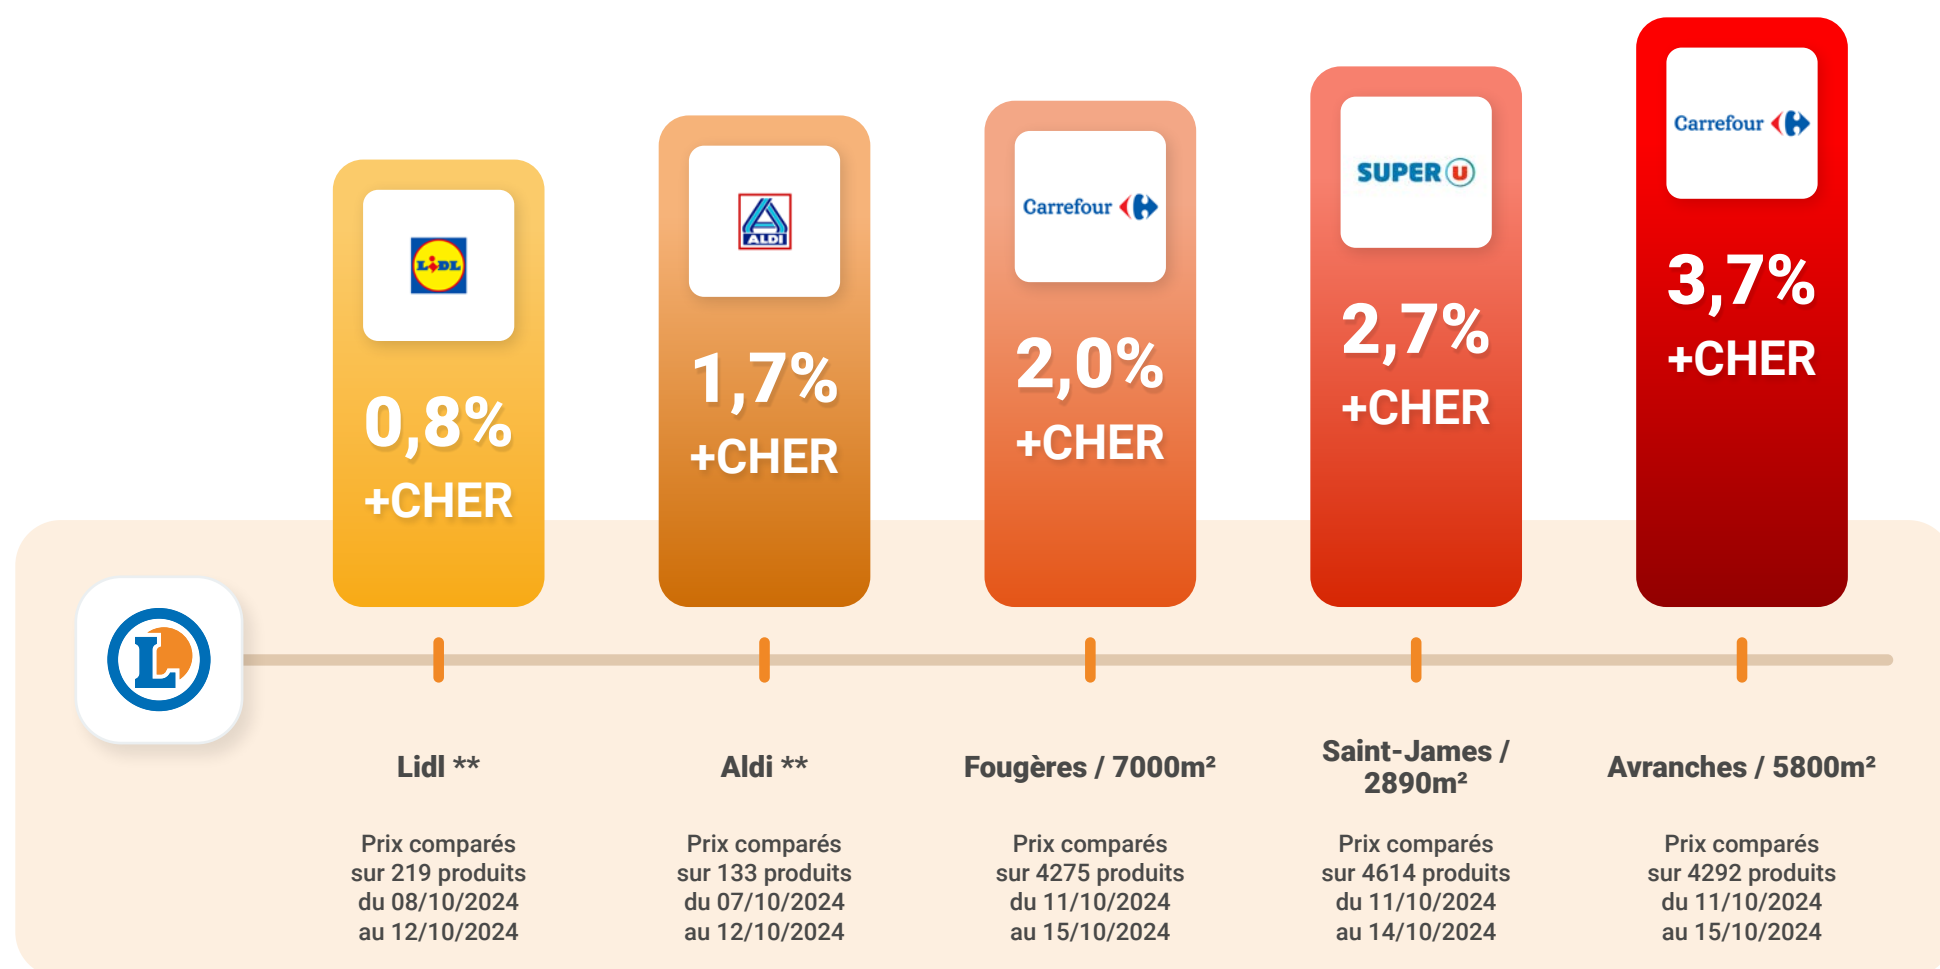 LIDL
0,8%
+CHER
ALDI
1,7%
+CHER
Carrefour
2,0%
+CHER
SUPER U
2,7%
+CHER
Carrefour
3,7%
+CHER
L
Lidl **
Prix comparés
sur 219 produits
du 08/10/2024
au 12/10/2024
Aldi **
Prix comparés
sur 133 produits
du 07/10/2024
au 12/10/2024
Fougères / 7000m²
Prix comparés
sur 4275 produits
du 11/10/2024
au 15/10/2024
Saint-James /
2890m²
Prix comparés
sur 4614 produits
du 11/10/2024
au 14/10/2024
Avranches / 5800m²
Prix comparés
sur 4292 produits
du 11/10/2024
au 15/10/2024